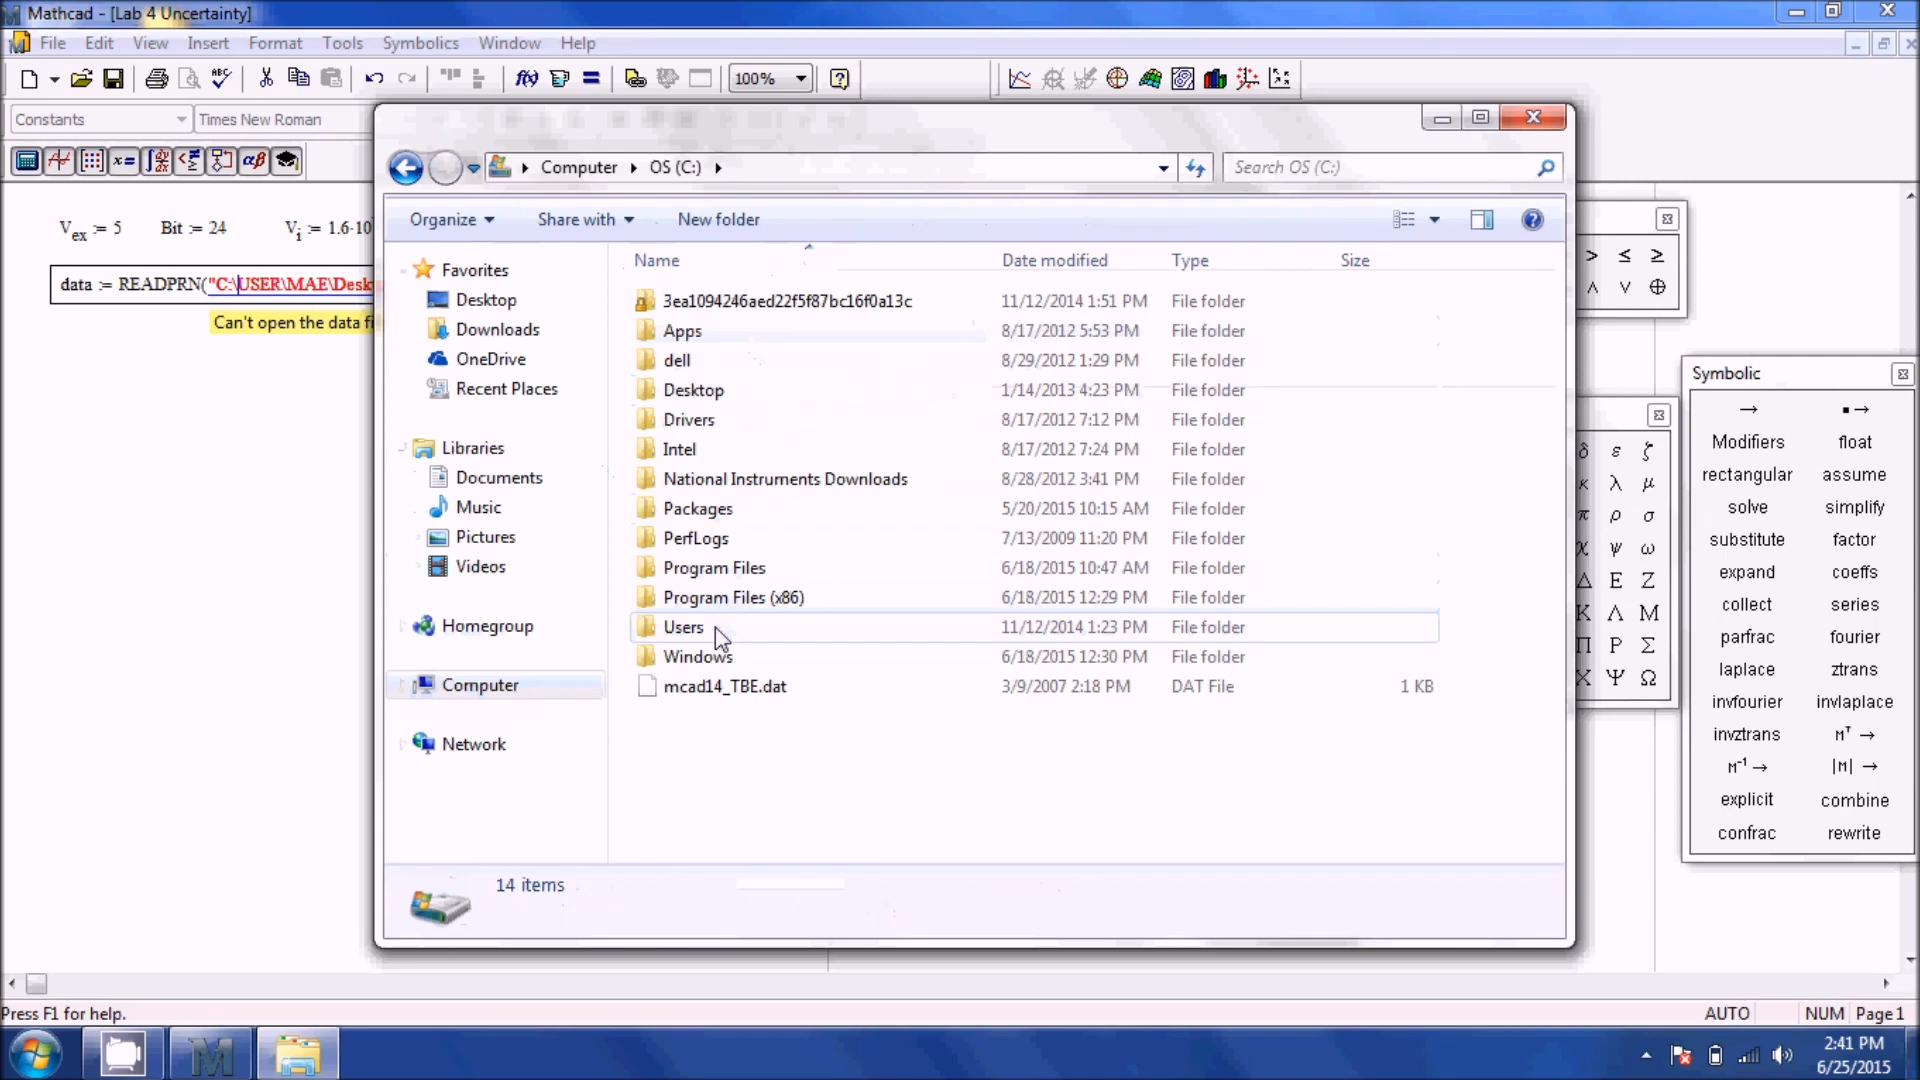 Mathcad - [Lab 4 Uncertainty]
File Edit View Insert Format Tools Symbolics Window Help
100%
Constants Times New Roman
Vex := 5 Bit := 24 Vi := 1.6·10
data := READPRN("C:\USER\MAE\Desk
Can't open the data fi
Computer OS (C:)
Search OS (C:)
Organize Share with New folder
Favorites
Desktop
Downloads
OneDrive
Recent Places
Libraries
Documents
Music
Pictures
Videos
Homegroup
Computer
Network
Name Date modified Type Size
3ea1094246aed22f5f87bc16f0a13c 11/12/2014 1:51 PM File folder
Apps 8/17/2012 5:53 PM File folder
dell 8/29/2012 1:29 PM File folder
Desktop 1/14/2013 4:23 PM File folder
Drivers 8/17/2012 7:12 PM File folder
Intel 8/17/2012 7:24 PM File folder
National Instruments Downloads 8/28/2012 3:41 PM File folder
Packages 5/20/2015 10:15 AM File folder
PerfLogs 7/13/2009 11:20 PM File folder
Program Files 6/18/2015 10:47 AM File folder
Program Files (x86) 6/18/2015 12:29 PM File folder
Users 11/12/2014 1:23 PM File folder
Windows 6/18/2015 12:30 PM File folder
mcad14_TBE.dat 3/9/2007 2:18 PM DAT File 1 KB
14 items
> ≤ ≥
∧ ∨ ⊕
δ ε ζ
κ λ μ
π ρ σ
χ ψ ω
Δ Ε Ζ
Κ Λ Μ
Π Ρ Σ
Χ Ψ Ω
Symbolic
→ ▪ →
Modifiers float
rectangular assume
solve simplify
substitute factor
expand coeffs
collect series
parfrac fourier
laplace ztrans
invfourier invlaplace
invztrans Mᵀ →
M⁻¹ → |M| →
explicit combine
confrac rewrite
Press F1 for help.
AUTO NUM Page 1
2:41 PM
6/25/2015